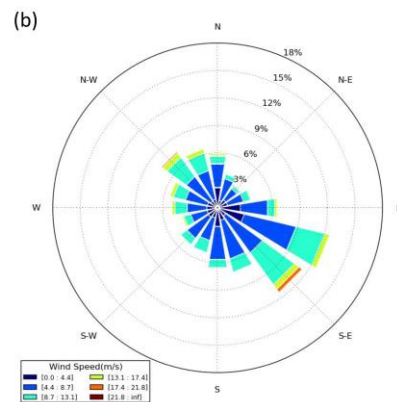 (b)
N
18%
N-W
15%
N-E
12%
9%
6%
3%
W
E
S-W
S-E
S
Wind Speed(m/s)
[0.0 : 4.4)
[13.1 : 17.4)
[4.4 : 8.7)
[17.4 : 21.8)
[8.7 : 13.1)
[21.8 : inf)